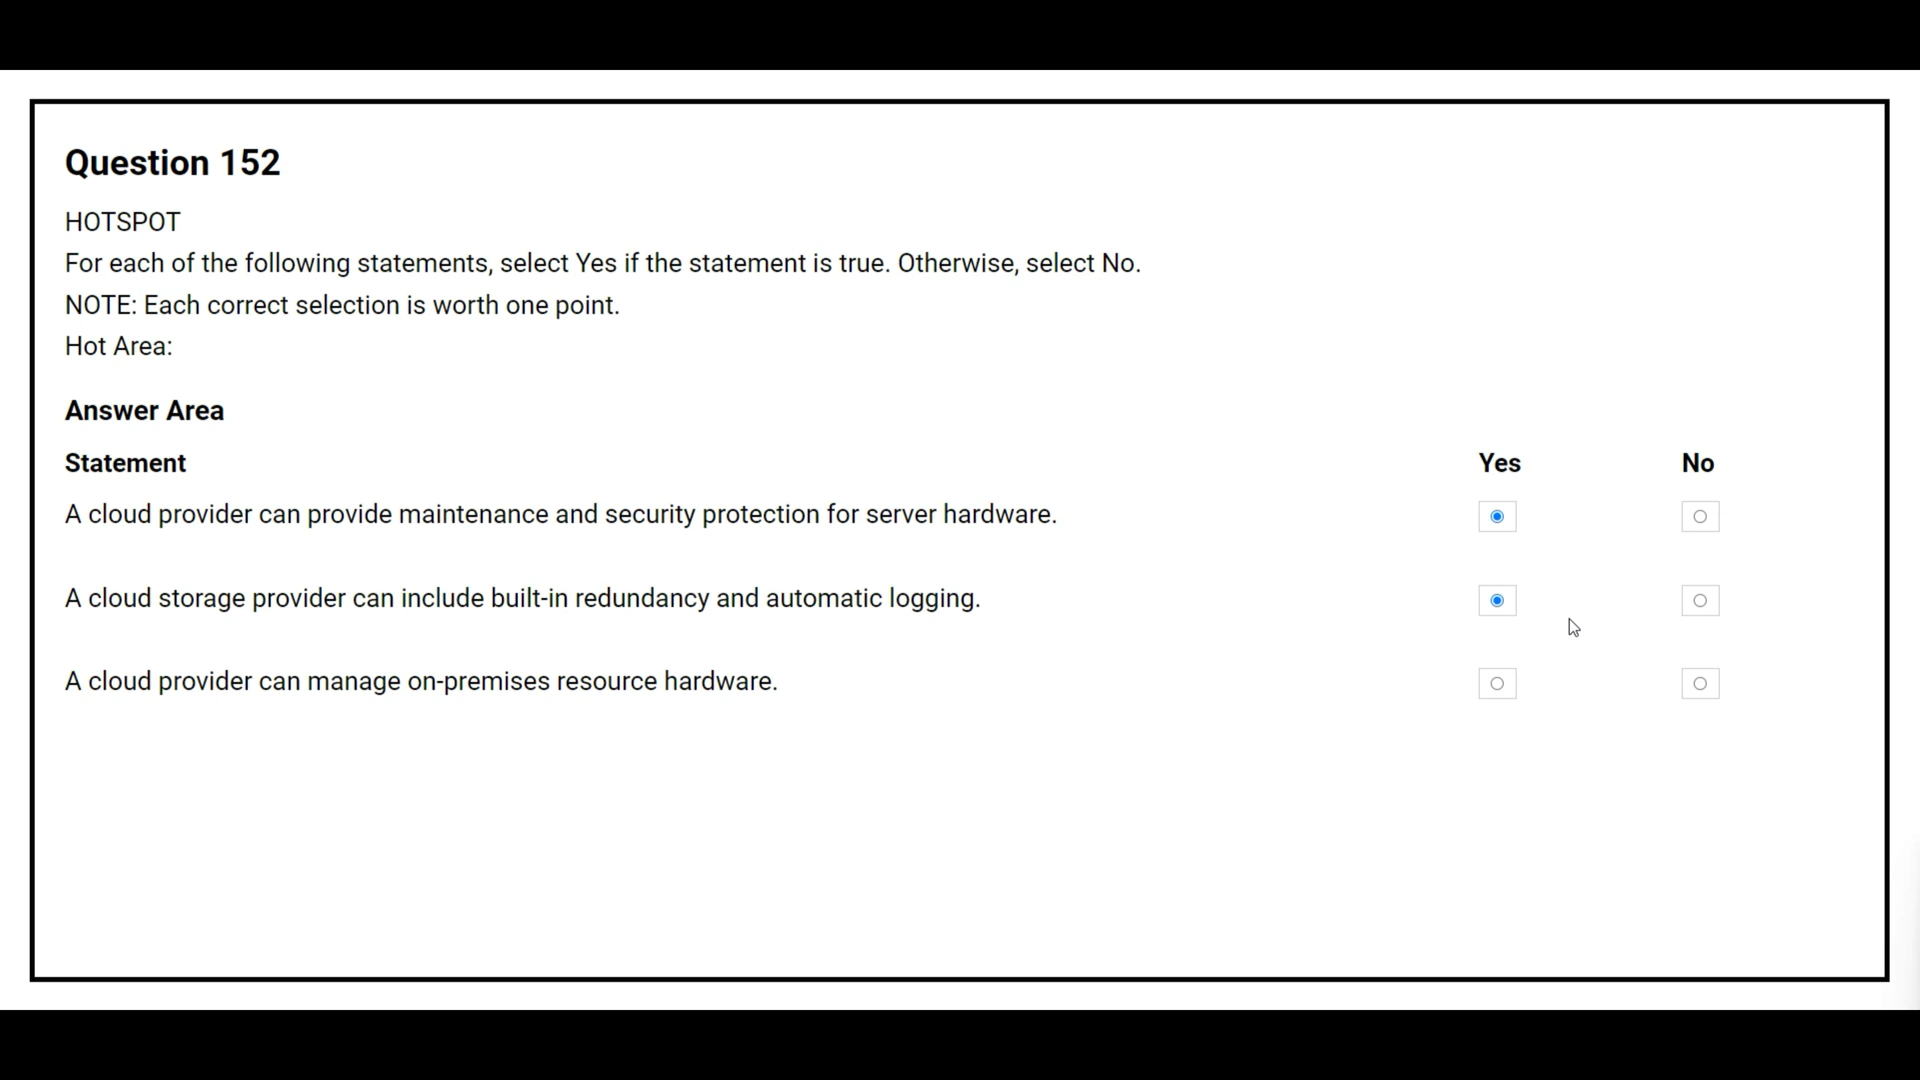 Question 152
HOTSPOT
For each of the following statements, select Yes if the statement is true. Otherwise, select No.
NOTE: Each correct selection is worth one point.
Hot Area:
Answer Area
Statement Yes No
A cloud provider can provide maintenance and security protection for server hardware.
A cloud storage provider can include built-in redundancy and automatic logging.
A cloud provider can manage on-premises resource hardware.